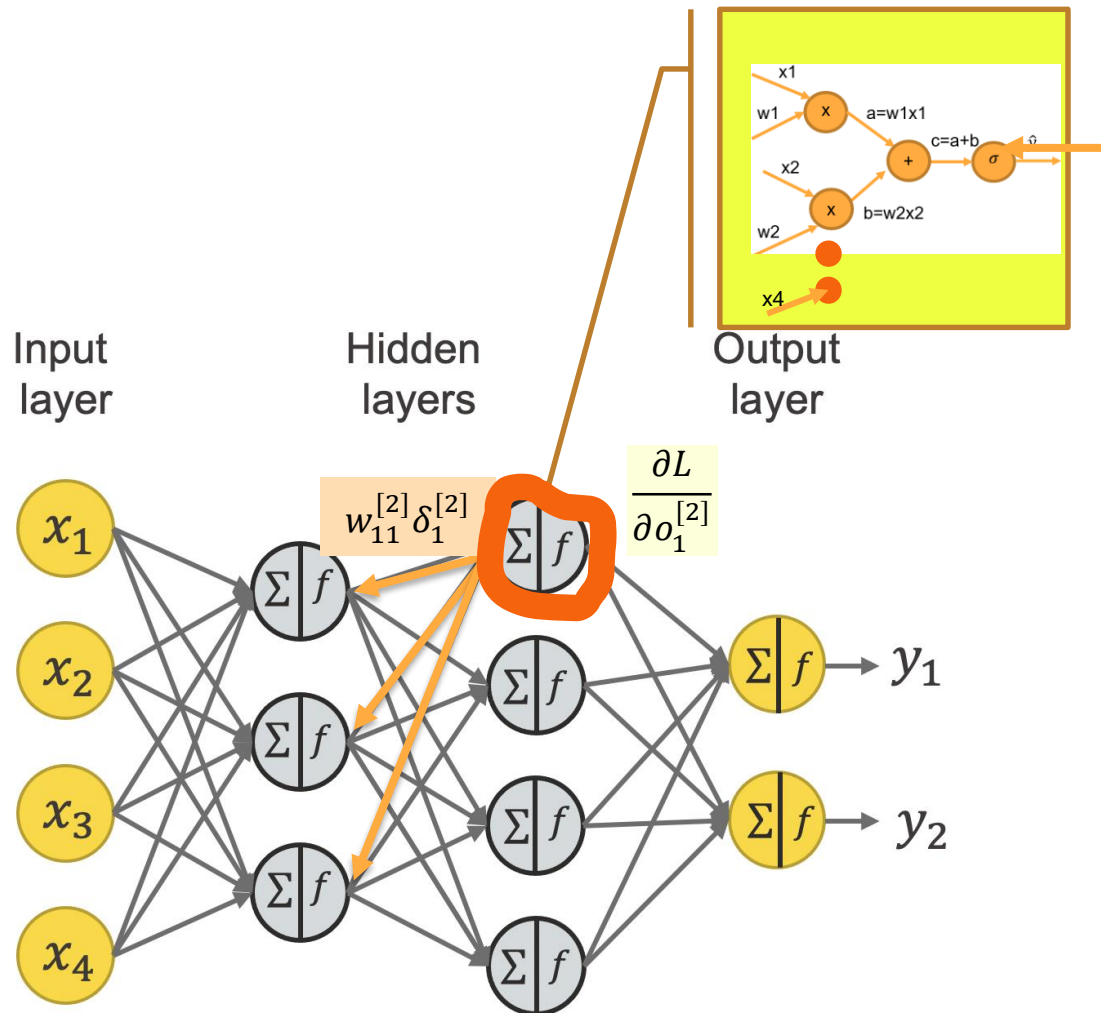 x1
w1
x
a=w1x1
c=a+b
+
σ
x2
x
b=w2x2
w2
x4
Input
layer
Hidden
layers
Output
layer
w₁₁^[2] δ₁^[2]
∂L
∂o₁^[2]
x₁
x₂
x₃
x₄
Σ f
Σ f
Σ f
Σ f
Σ f
Σ f
Σ f
Σ f
y₁
Σ f
y₂